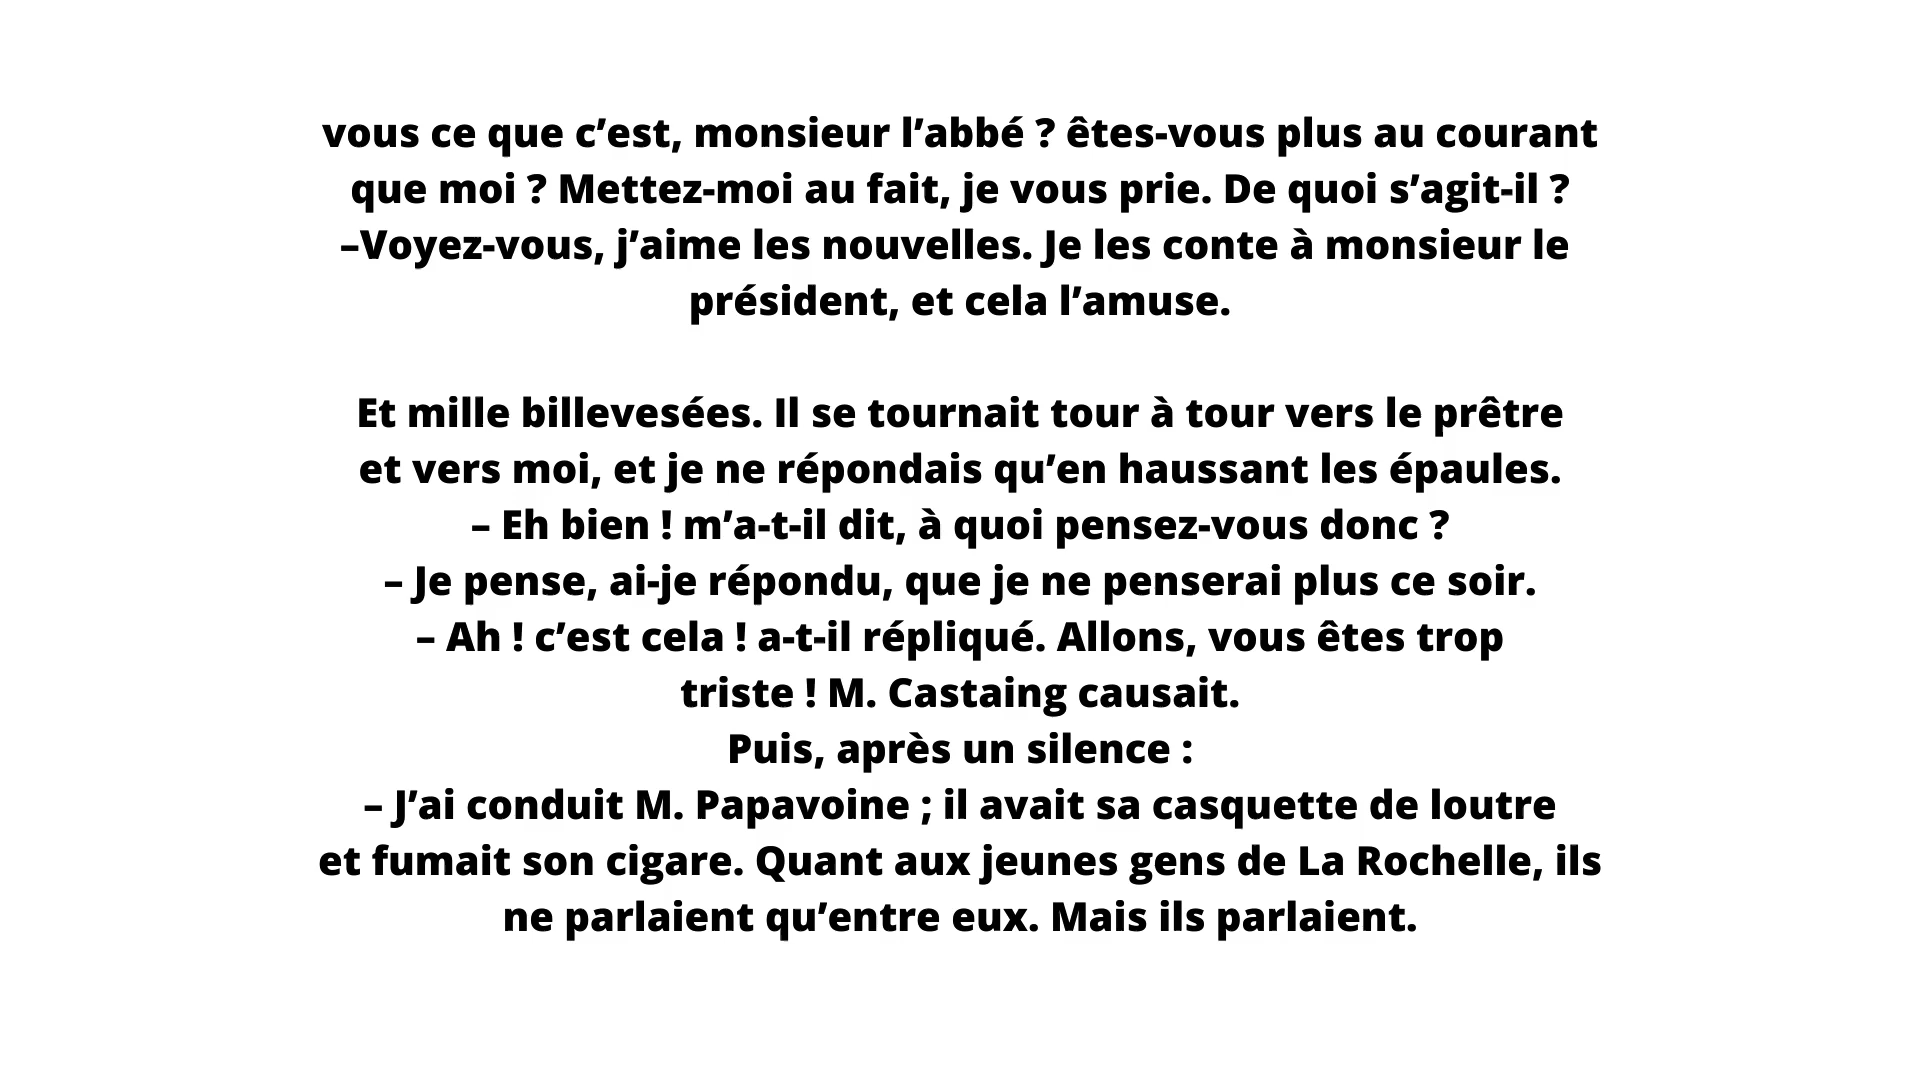 vous ce que c’est, monsieur l’abbé ? êtes-vous plus au courant
que moi ? Mettez-moi au fait, je vous prie. De quoi s’agit-il ?
–Voyez-vous, j’aime les nouvelles. Je les conte à monsieur le
président, et cela l’amuse.
Et mille billevesées. Il se tournait tour à tour vers le prêtre
et vers moi, et je ne répondais qu’en haussant les épaules.
– Eh bien ! m’a-t-il dit, à quoi pensez-vous donc ?
– Je pense, ai-je répondu, que je ne penserai plus ce soir.
– Ah ! c’est cela ! a-t-il répliqué. Allons, vous êtes trop
triste ! M. Castaing causait.
Puis, après un silence :
– J’ai conduit M. Papavoine ; il avait sa casquette de loutre
et fumait son cigare. Quant aux jeunes gens de La Rochelle, ils
ne parlaient qu’entre eux. Mais ils parlaient.